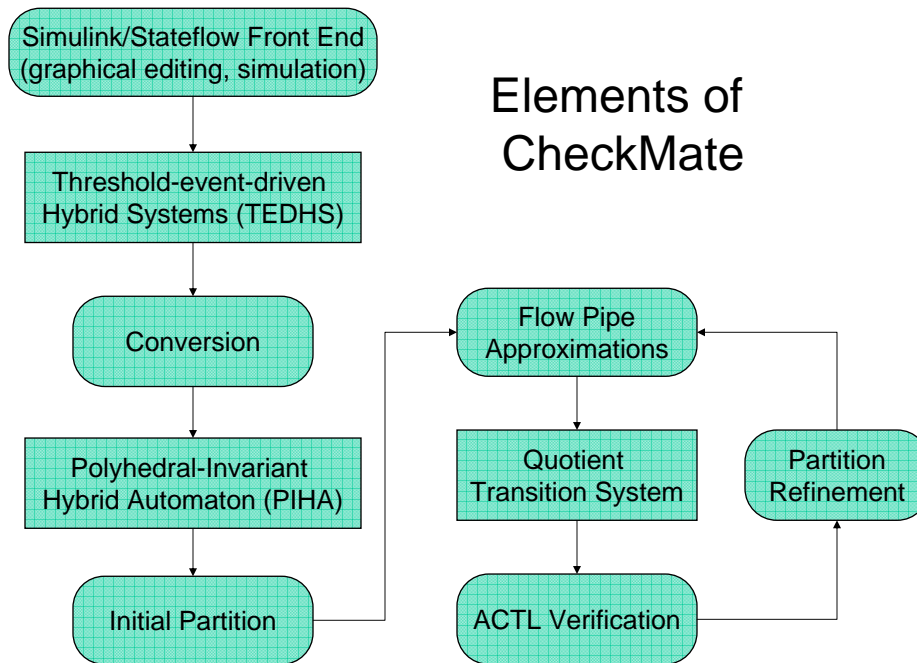 Simulink/Stateflow Front End
(graphical editing, simulation)
Elements of
CheckMate
Threshold-event-driven
Hybrid Systems (TEDHS)
Conversion
Polyhedral-Invariant
Hybrid Automaton (PIHA)
Initial Partition
Flow Pipe
Approximations
Quotient
Transition System
ACTL Verification
Partition
Refinement